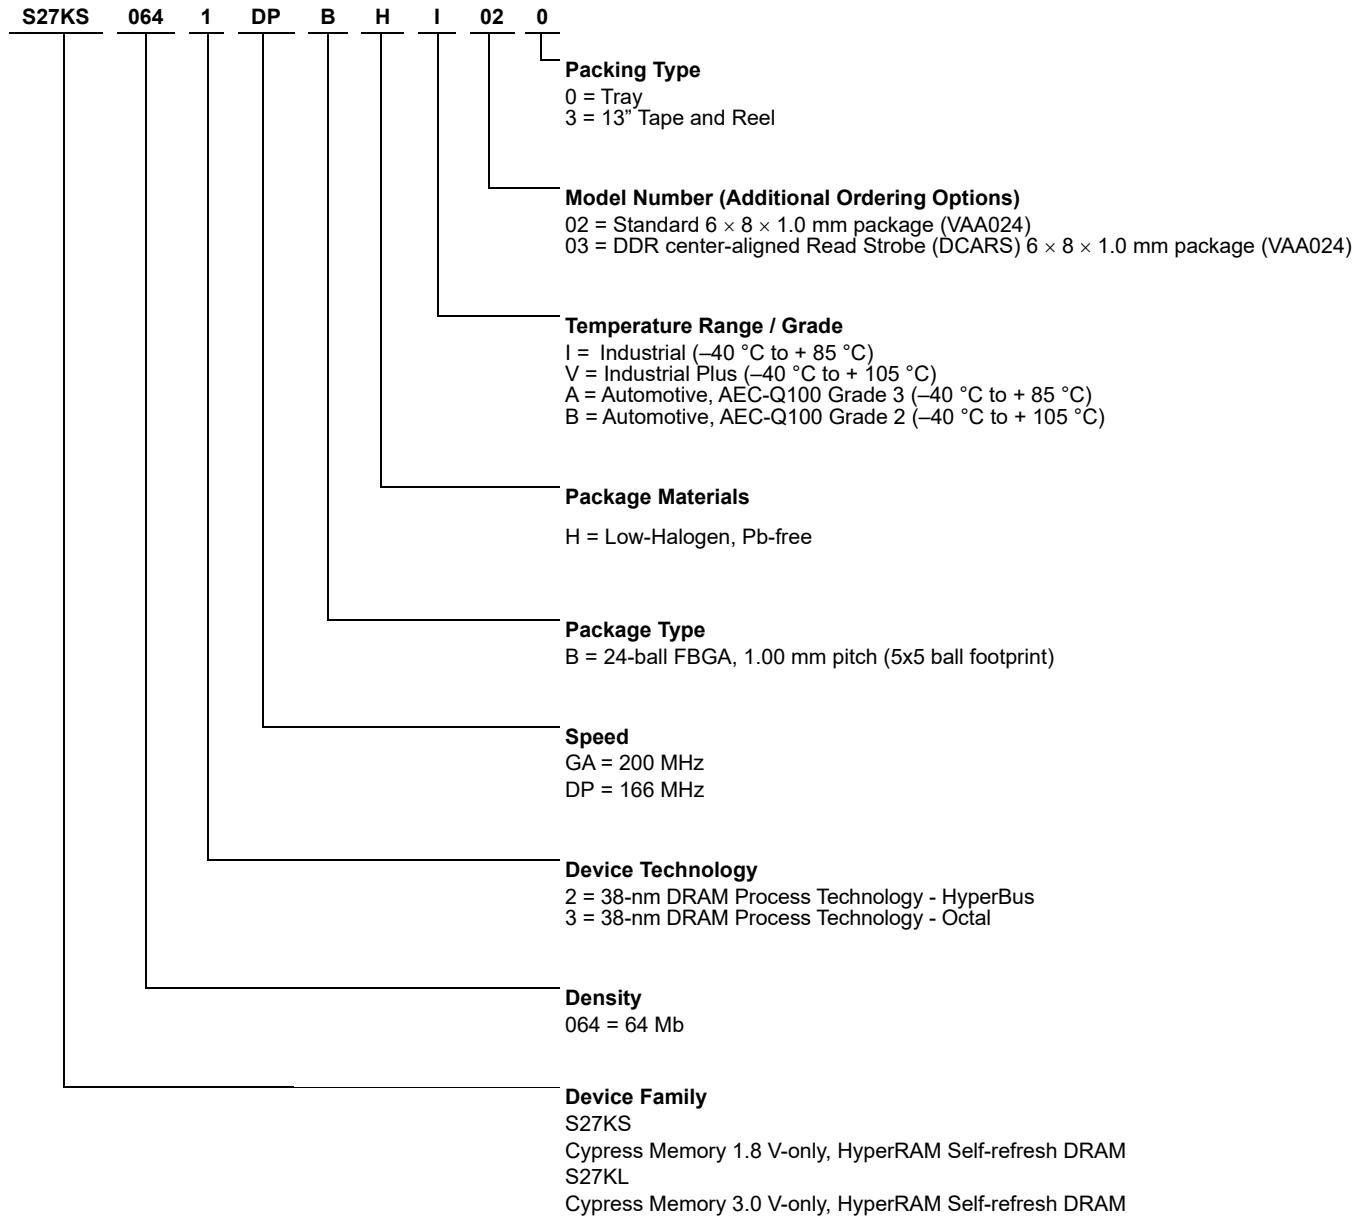 S27KS 064 1 DP B H I 02 0
Packing Type
0 = Tray
3 = 13” Tape and Reel
Model Number (Additional Ordering Options)
02 = Standard 6 × 8 × 1.0 mm package (VAA024)
03 = DDR center-aligned Read Strobe (DCARS) 6 × 8 × 1.0 mm package (VAA024)
Temperature Range / Grade
I = Industrial (–40 °C to + 85 °C)
V = Industrial Plus (–40 °C to + 105 °C)
A = Automotive, AEC-Q100 Grade 3 (–40 °C to + 85 °C)
B = Automotive, AEC-Q100 Grade 2 (–40 °C to + 105 °C)
Package Materials
H = Low-Halogen, Pb-free
Package Type
B = 24-ball FBGA, 1.00 mm pitch (5x5 ball footprint)
Speed
GA = 200 MHz
DP = 166 MHz
Device Technology
2 = 38-nm DRAM Process Technology - HyperBus
3 = 38-nm DRAM Process Technology - Octal
Density
064 = 64 Mb
Device Family
S27KS
Cypress Memory 1.8 V-only, HyperRAM Self-refresh DRAM
S27KL
Cypress Memory 3.0 V-only, HyperRAM Self-refresh DRAM